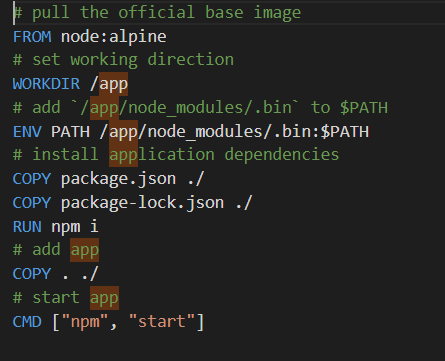 # pull the official base image
FROM node:alpine
# set working direction
WORKDIR /app
# add `/app/node_modules/.bin` to $PATH
ENV PATH /app/node_modules/.bin:$PATH
# install application dependencies
COPY package.json ./
COPY package-lock.json ./
RUN npm i
# add app
COPY . ./
# start app
CMD ["npm", "start"]